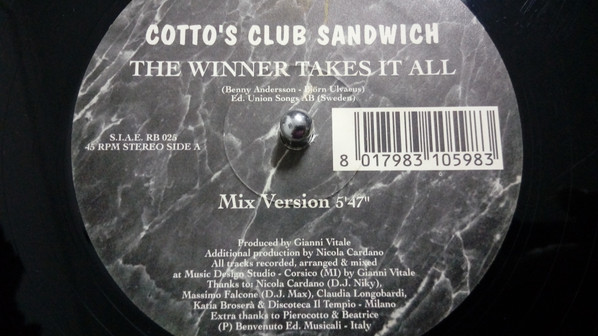 COTTO'S CLUB SANDWICH
THE WINNER TAKES IT ALL
(Benny Andersson - Björn Ulvaeus)
Ed. Union Songs AB (Sweden)
S.I.A.E. RB 025
45 RPM STEREO SIDE A
8 017983 105983
Mix Version 5'47"
Produced by Gianni Vitale
Additional production by Nicola Cardano
All tracks recorded, arranged & mixed
at Music Design Studio - Corsico (MI) by Gianni Vitale
Thanks to: Nicola Cardano (D.J. Niky),
Massimo Falcone (D.J. Max), Claudia Longobardi,
Katia Broserà & Discoteca Il Tempio - Milano
Extra thanks to Pierocotto & Beatrice
(P) Benvenuto Ed. Musicali - Italy